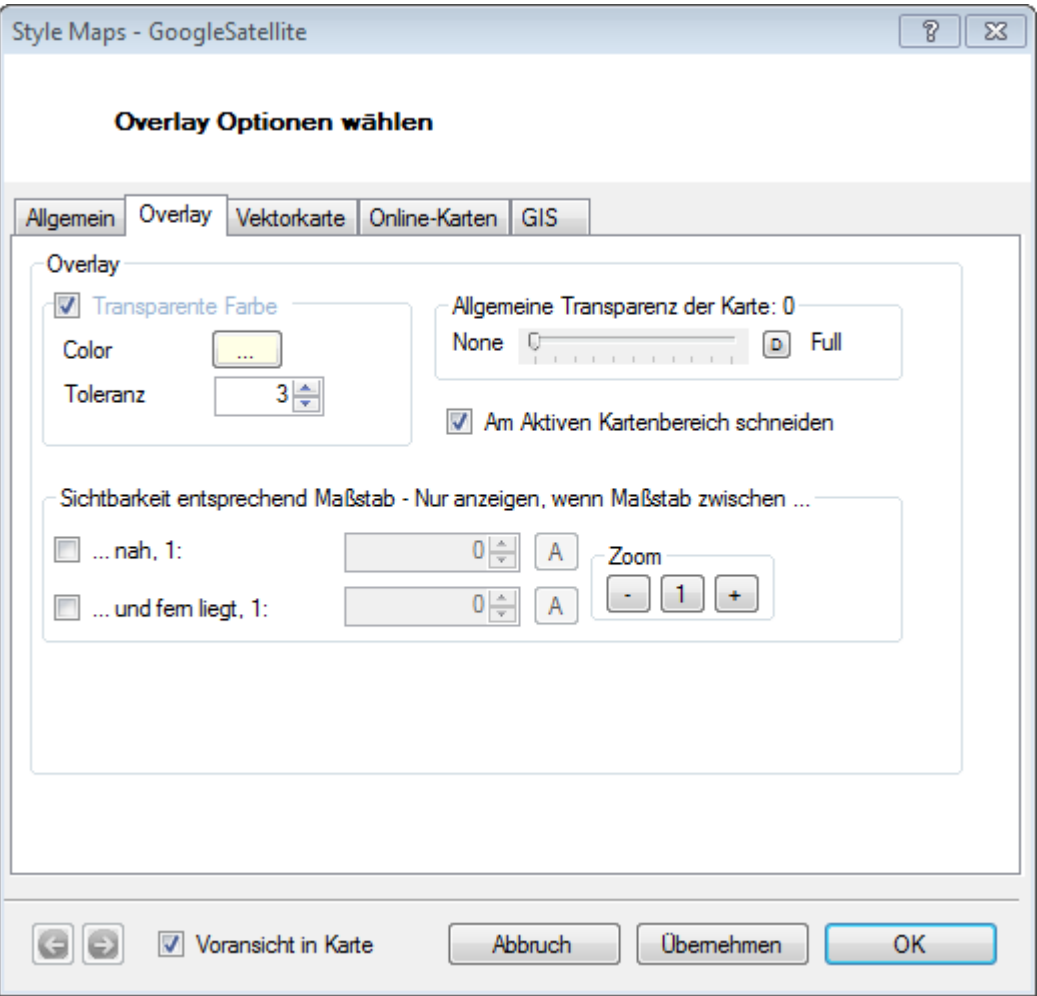 Style Maps - GoogleSatellite
?
Overlay Optionen wählen
Allgemein Overlay Vektorkarte Online-Karten GIS
Overlay
Transparente Farbe
Color ...
Toleranz 3
Allgemeine Transparenz der Karte: 0
None D Full
Am Aktiven Kartenbereich schneiden
Sichtbarkeit entsprechend Maßstab - Nur anzeigen, wenn Maßstab zwischen ...
... nah, 1: 0 A
... und fern liegt, 1: 0 A
Zoom
- 1 +
Voransicht in Karte Abbruch Übernehmen OK